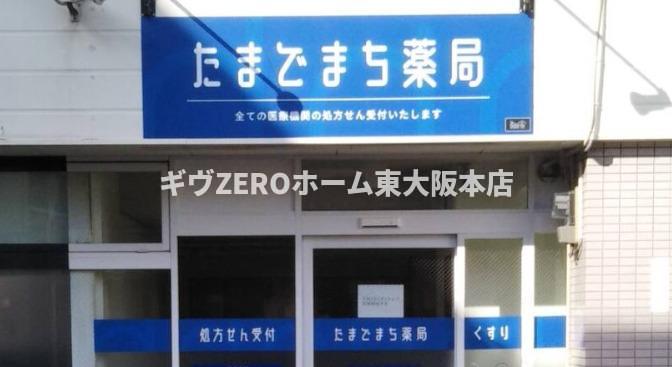 たまでまち薬局
全ての医療機関の処方せん受付いたします
ギヴZEROホーム東大阪本店
処方せん受付
たまでまち薬局
くすり